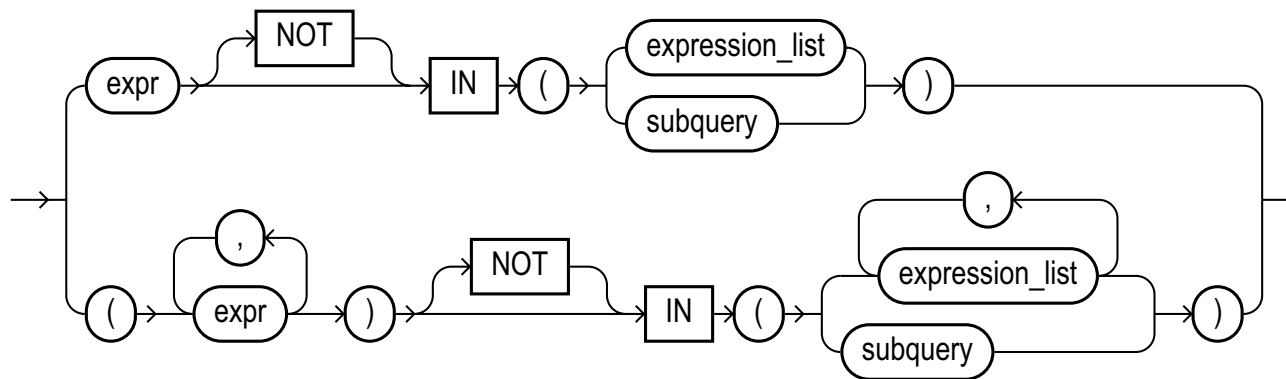 NOT
expression_list
expr IN ( )
subquery
, ,
NOT
expression_list
( expr ) IN ( )
subquery